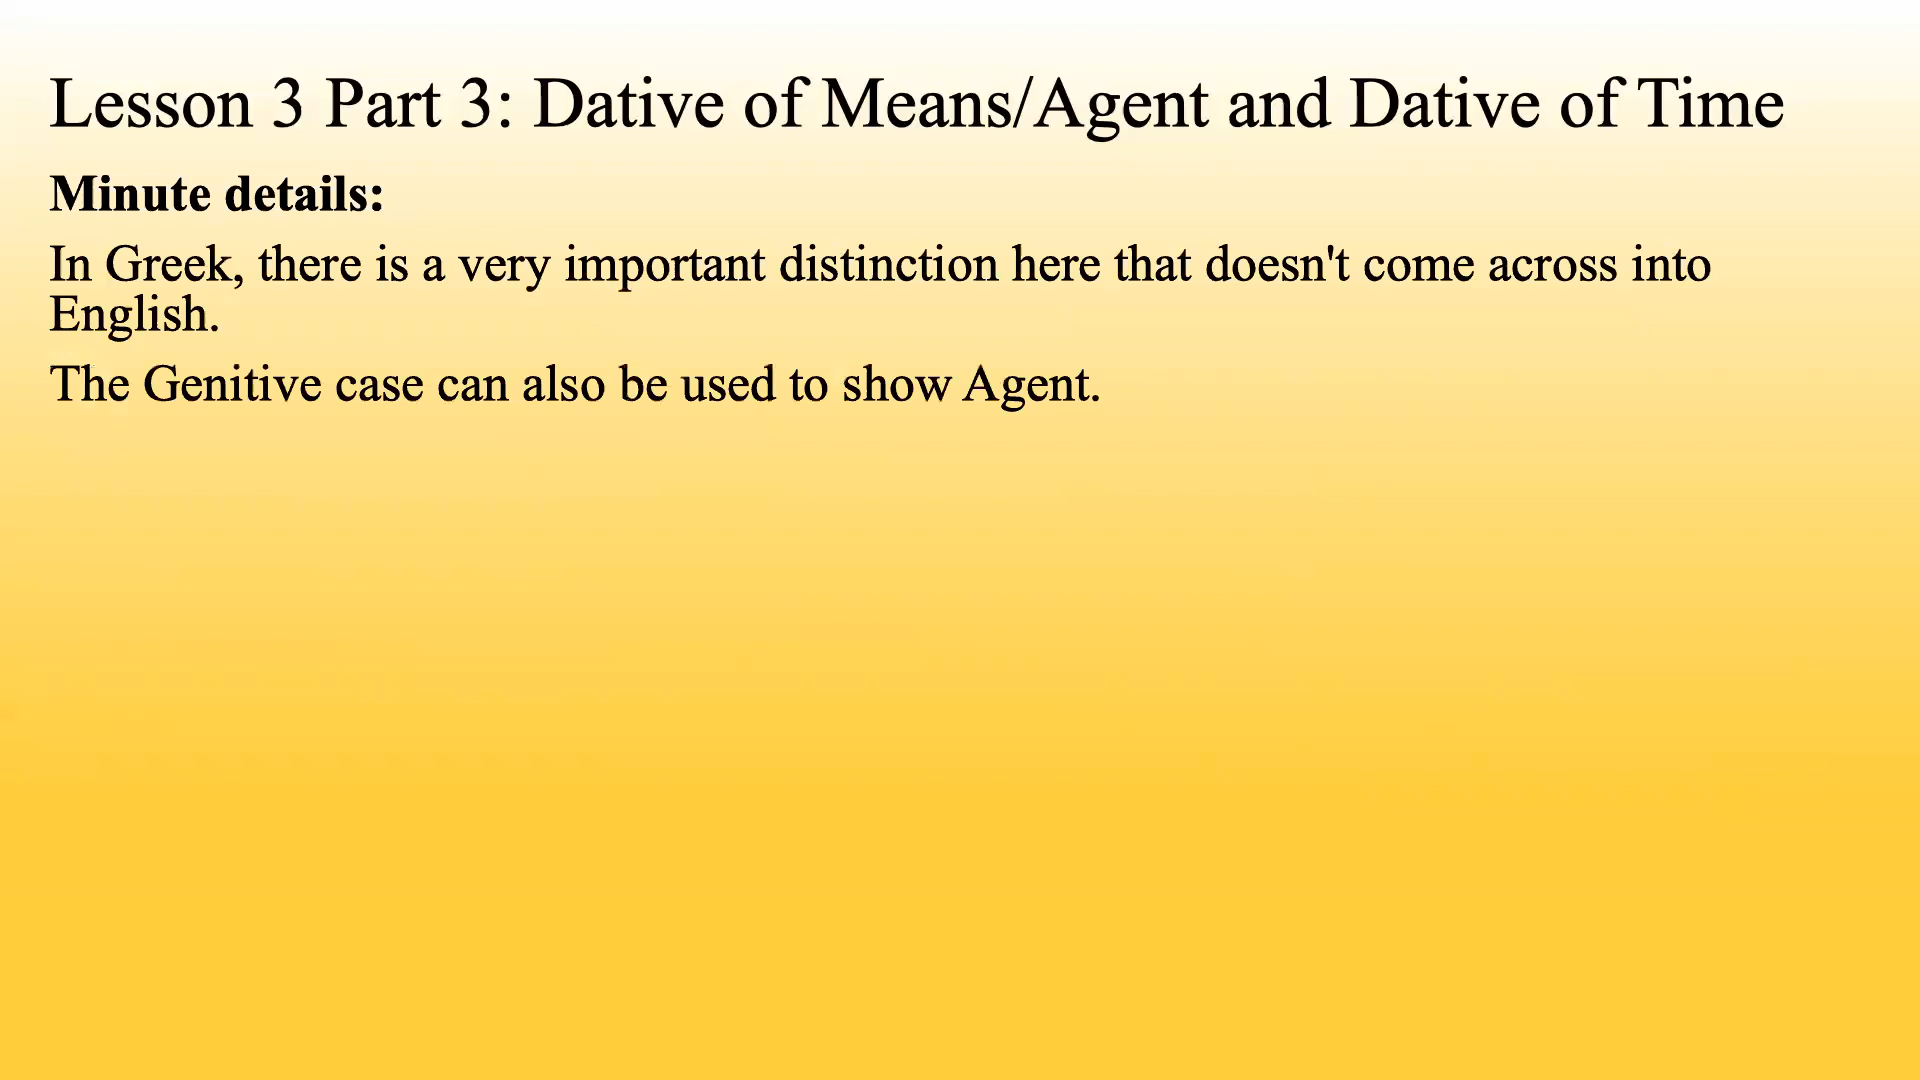 Lesson 3 Part 3: Dative of Means/Agent and Dative of Time
Minute details:
In Greek, there is a very important distinction here that doesn't come across into
English.
The Genitive case can also be used to show Agent.